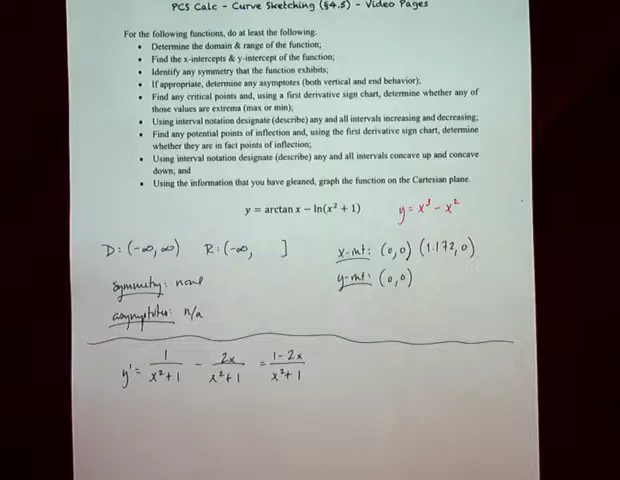 PCS Calc - Curve Sketching (§4.5) - Video Pages
For the following functions, do at least the following:
• Determine the domain & range of the function;
• Find the x-intercepts & y-intercept of the function;
• Identify any symmetry that the function exhibits;
• If appropriate, determine any asymptotes (both vertical and end behavior);
• Find any critical points and, using a first derivative sign chart, determine whether any of
those values are extrema (max or min);
• Using interval notation designate (describe) any and all intervals increasing and decreasing;
• Find any potential points of inflection and, using the first derivative sign chart, determine
whether they are in fact points of inflection;
• Using interval notation designate (describe) any and all intervals concave up and concave
down; and
• Using the information that you have gleaned, graph the function on the Cartesian plane.
y = arctan x − ln(x² + 1) y = x³ - x²
D: (-∞, ∞) R: (-∞, ] x-int: (0,0) (1.172, 0)
symmetry: none y-int: (0,0)
asymptotes: n/a
y' = 1/(x²+1) - 2x/(x²+1) = (1-2x)/(x²+1)